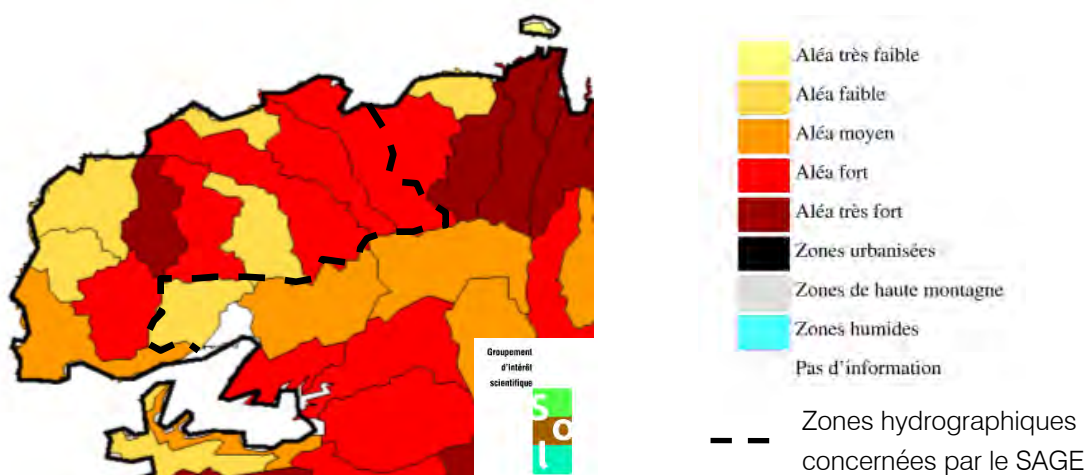 Groupement
d'intérêt
scientifique
S
o
l
Aléa très faible
Aléa faible
Aléa moyen
Aléa fort
Aléa très fort
Zones urbanisées
Zones de haute montagne
Zones humides
Pas d'information
Zones hydrographiques
concernées par le SAGE